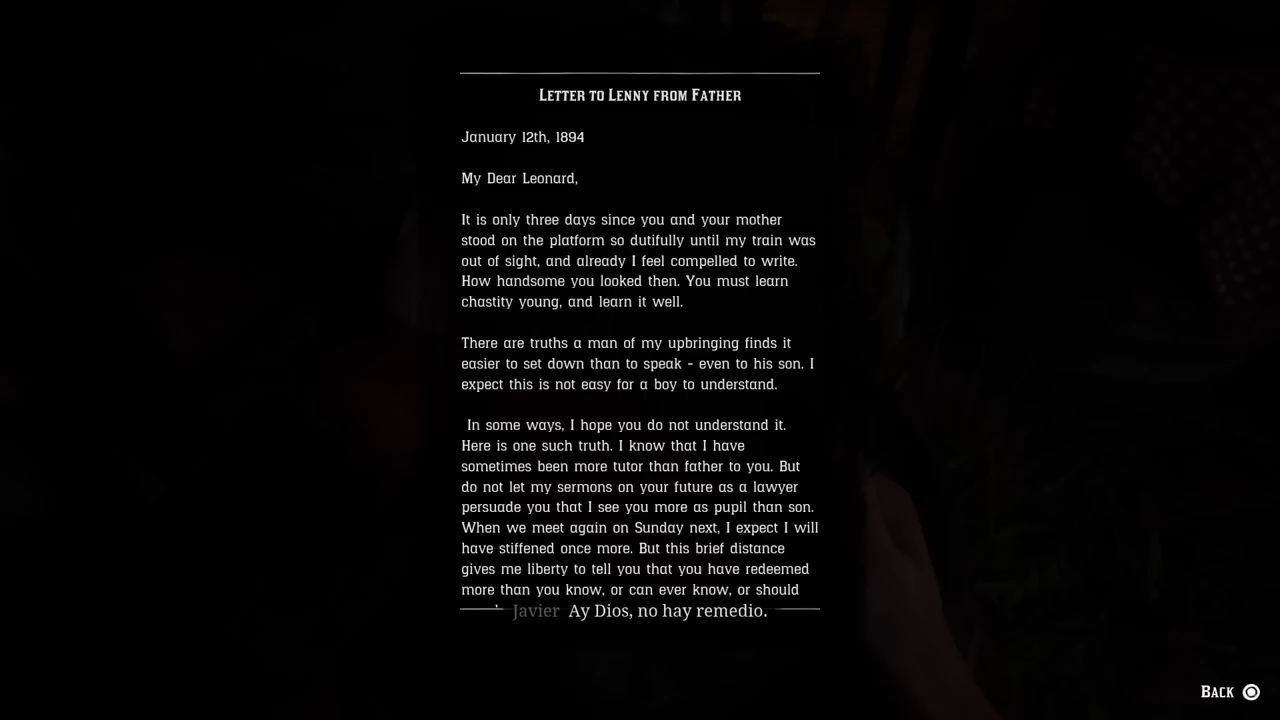 Letter to Lenny from Father
January 12th, 1894
My Dear Leonard,
It is only three days since you and your mother
stood on the platform so dutifully until my train was
out of sight, and already I feel compelled to write.
How handsome you looked then. You must learn
chastity young, and learn it well.
There are truths a man of my upbringing finds it
easier to set down than to speak - even to his son. I
expect this is not easy for a boy to understand.
In some ways, I hope you do not understand it.
Here is one such truth. I know that I have
sometimes been more tutor than father to you. But
do not let my sermons on your future as a lawyer
persuade you that I see you more as pupil than son.
When we meet again on Sunday next, I expect I will
have stiffened once more. But this brief distance
gives me liberty to tell you that you have redeemed
more than you know, or can ever know, or should
Javier Ay Dios, no hay remedio.
Back